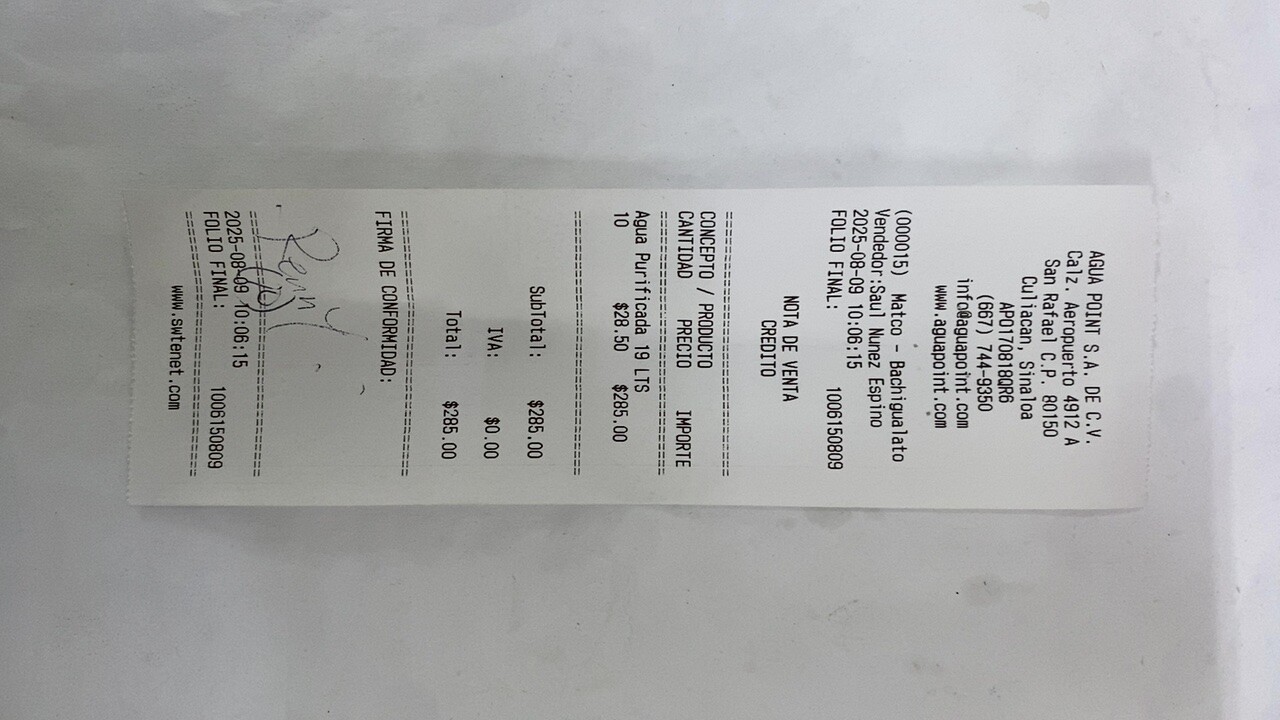 AGUA POINT S.A. DE C.V.
Calz. Aeropuerto 4912 A
San Rafael C.P. 80150
Culiacan, Sinaloa
APO170818QR6
(667) 744-9350
info@aguapoint.com
www.aguapoint.com
(000015) Matco - Bachigualato
Vendedor:Saul Nunez Espino
2025-08-09 10:06:15
FOLIO FINAL: 1006150809
NOTA DE VENTA
CREDITO
==============================
CONCEPTO / PRODUCTO
CANTIDAD PRECIO IMPORTE
==============================
Agua Purificada 19 LTS
10 $28.50 $285.00
==============================
SubTotal: $285.00
IVA: $0.00
Total: $285.00
==============================
FIRMA DE CONFORMIDAD:
Renny
(10)
==============================
2025-08-09 10:06:15
FOLIO FINAL: 1006150809
==============================
www.swtenet.com